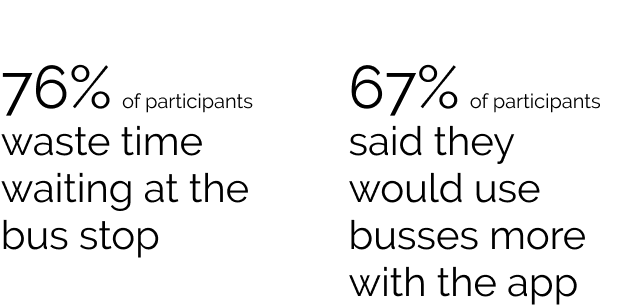 76% of participants
waste time
waiting at the
bus stop
67% of participants
said they
would use
busses more
with the app